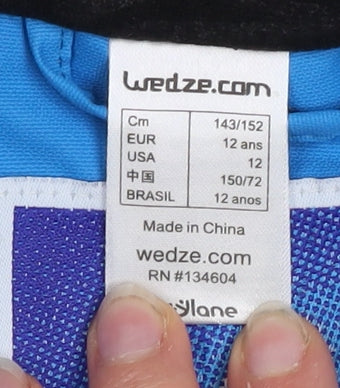 wedze.com
Cm 143/152
EUR 12 ans
USA 12
中国 150/72
BRASIL 12 anos
Made in China
wedze.com
RN #134604